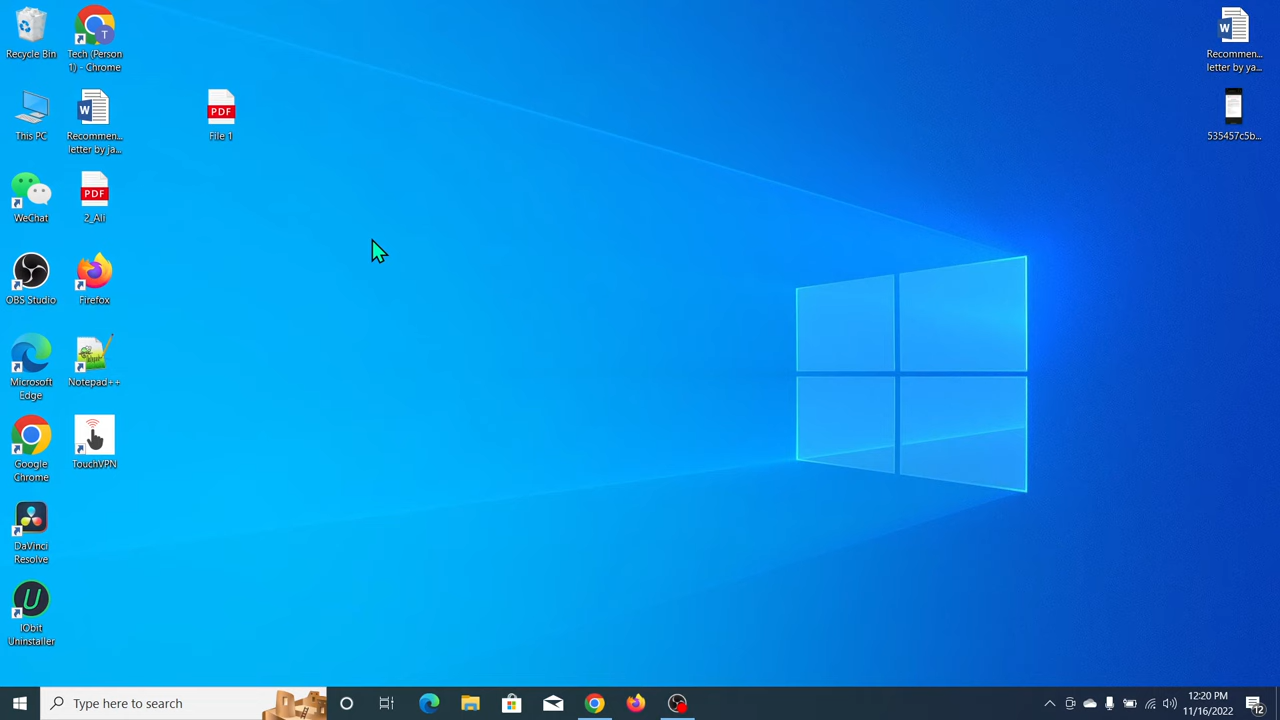 Recycle Bin
Tech (Person
1) - Chrome
This PC
W
Recommen...
letter by ja...
PDF
File 1
WeChat
PDF
2_Ali
OBS Studio
Firefox
Microsoft
Edge
Notepad++
Google
Chrome
TouchVPN
DaVinci
Resolve
IObit
Uninstaller
W
Recommen...
letter by ya...
535457c5b...
Type here to search
12:20 PM
11/16/2022
12